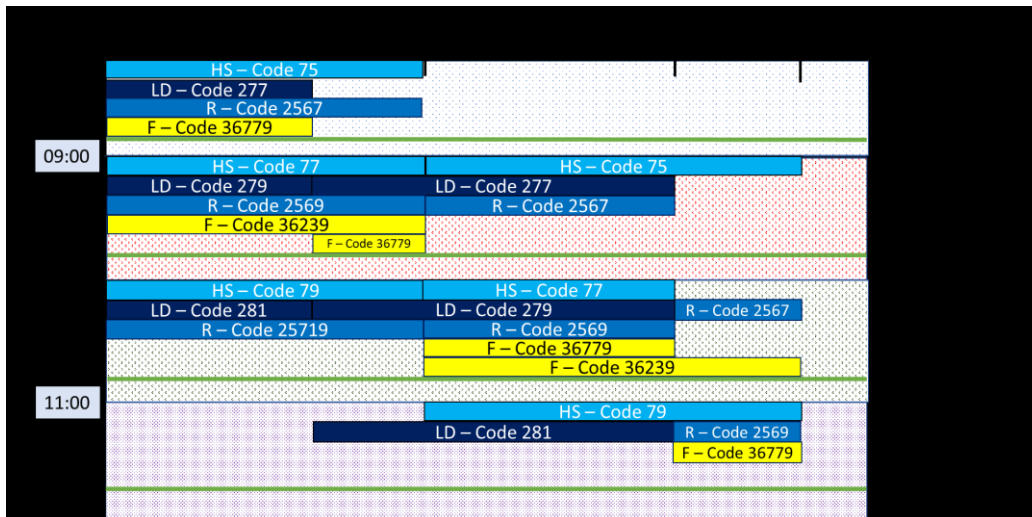 HS – Code 75
LD – Code 277
R – Code 2567
F – Code 36779
09:00
HS – Code 77 HS – Code 75
LD – Code 279 LD – Code 277
R – Code 2569 R – Code 2567
F – Code 36239
F – Code 36779
HS – Code 79 HS – Code 77
LD – Code 281 LD – Code 279 R – Code 2567
R – Code 25719 R – Code 2569
F – Code 36779
F – Code 36239
11:00
HS – Code 79
LD – Code 281 R – Code 2569
F – Code 36779